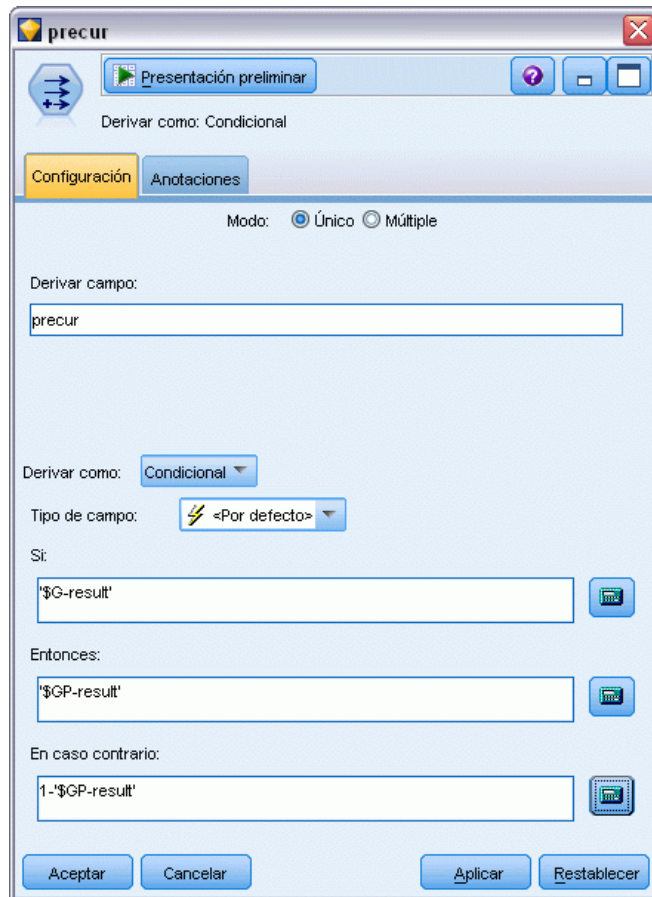 precur
Presentación preliminar
Derivar como: Condicional
Configuración
Anotaciones
Modo: Único Múltiple
Derivar campo:
precur
Derivar como: Condicional
Tipo de campo: <Por defecto>
Si:
'$G-result'
Entonces:
'$GP-result'
En caso contrario:
1-'$GP-result'
Aceptar Cancelar Aplicar Restablecer